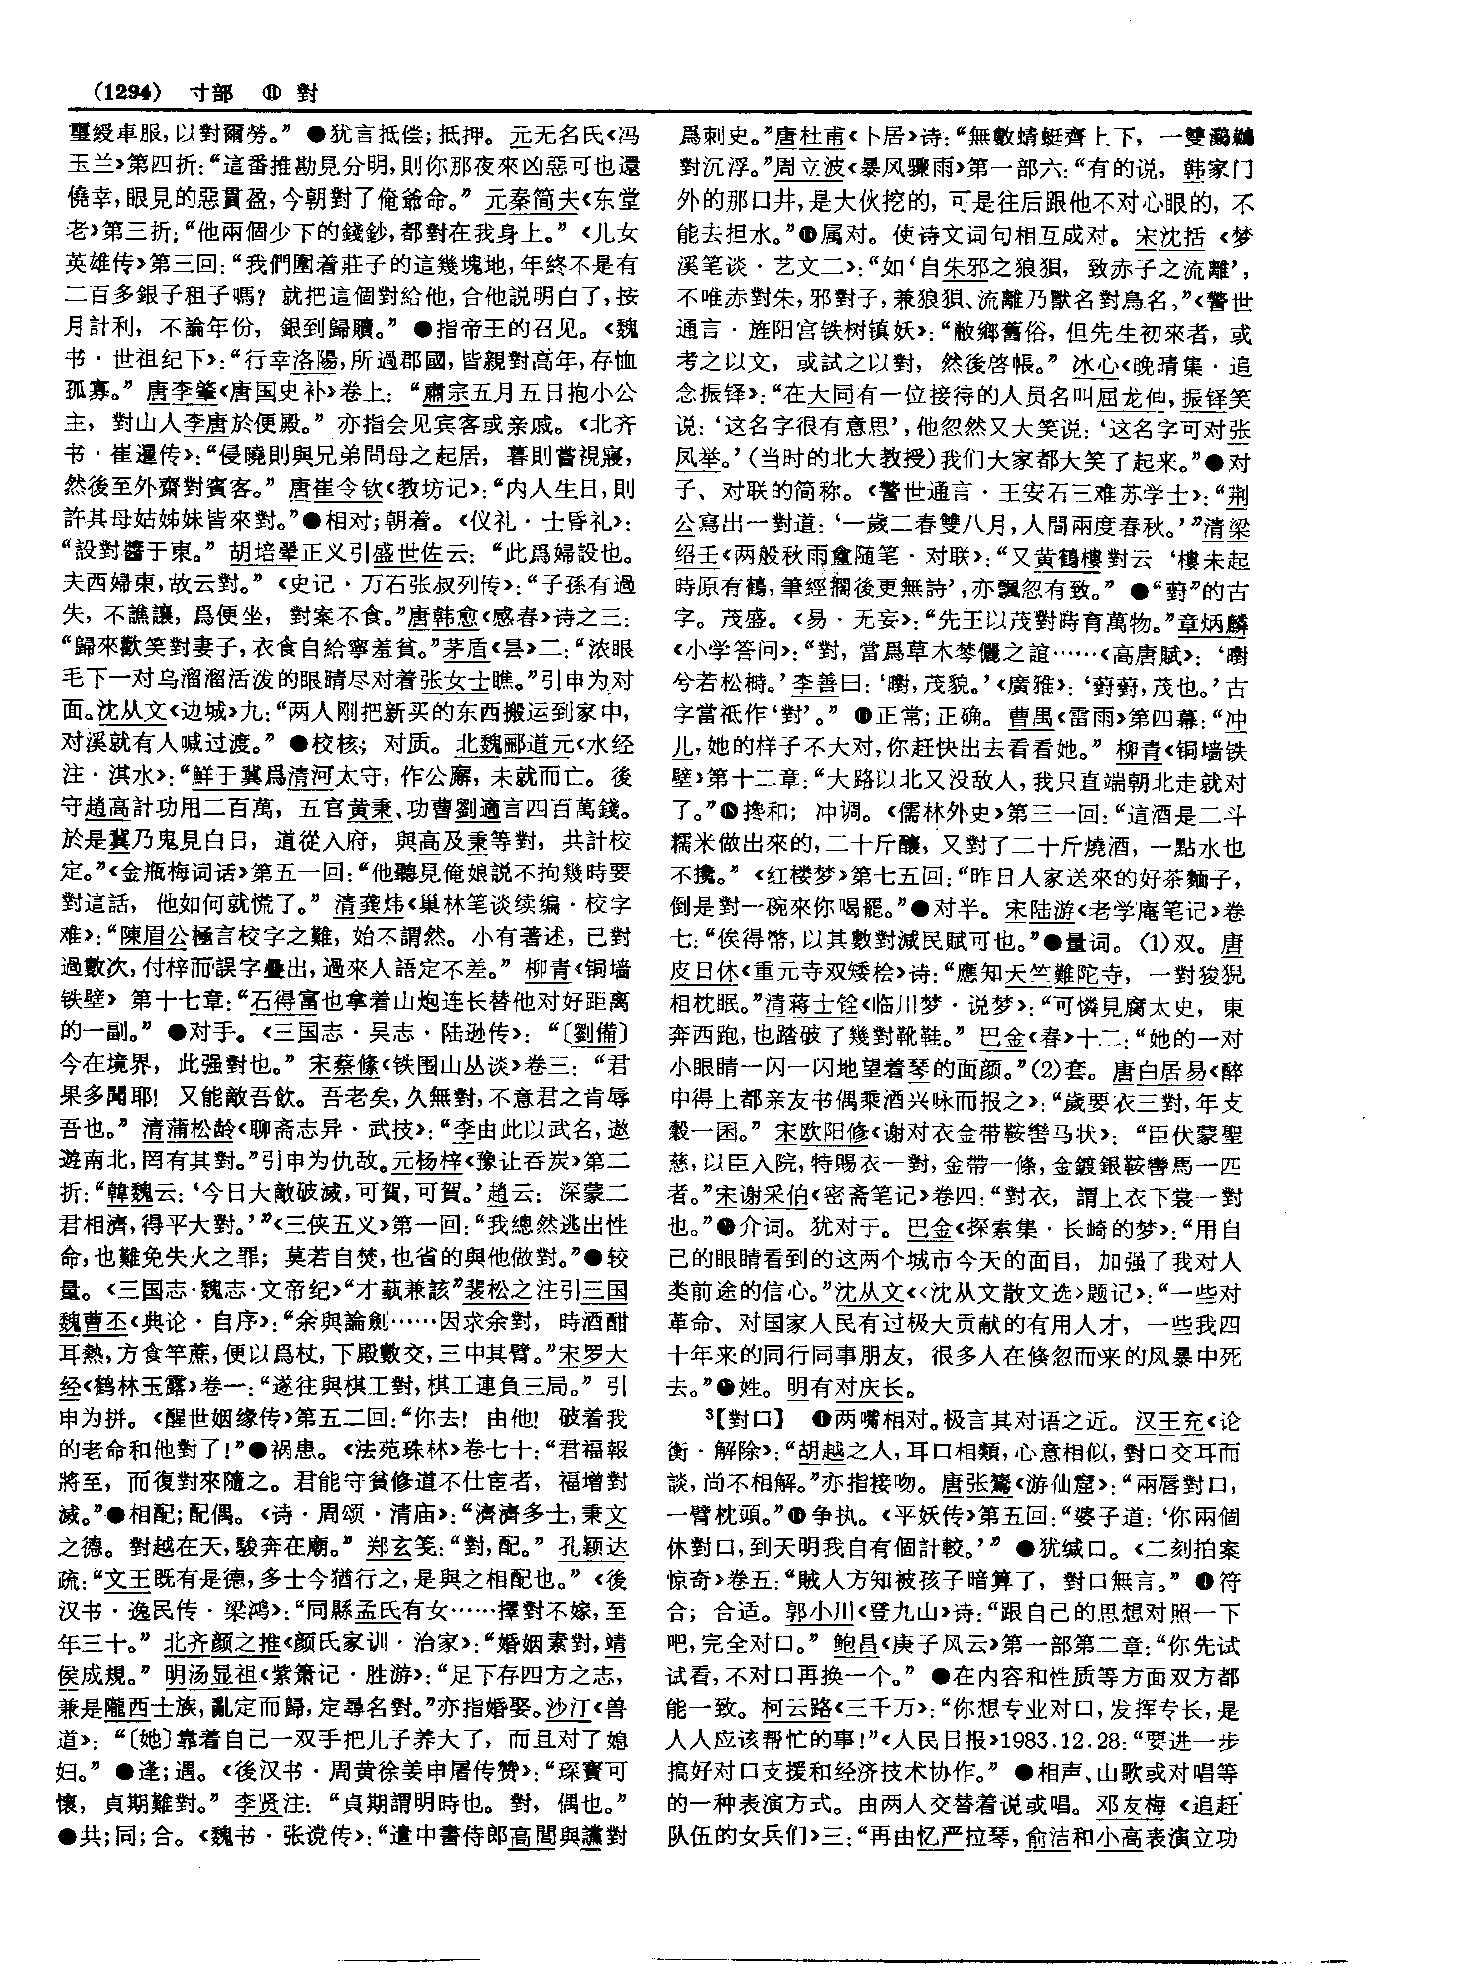 (1294) 寸部 ⑪ 對
璽綬車服,以對爾勞。” ●犹言抵偿;抵押。元无名氏《冯
玉兰》第四折:“這番推勘見分明,則你那夜來凶惡可也還
僥幸,眼見的惡貫盈,今朝對了俺爺命。” 元秦简夫《东堂
老》第三折:“他兩個少下的錢鈔,都對在我身上。” 《儿女
英雄传》第三回:“我們圍着莊子的這幾塊地,年終不是有
二百多銀子租子嗎? 就把這個對給他,合他説明白了,按
月計利, 不論年份, 銀到歸贖。” ●指帝王的召见。《魏
书·世祖纪下》:“行幸洛陽,所過郡國,皆親對高年,存恤
孤寡。” 唐李肇《唐国史补》卷上: “肅宗五月五日抱小公
主, 對山人李唐於便殿。” 亦指会见宾客或亲戚。《北齐
书·崔暹传》:“侵曉則與兄弟問母之起居, 暮則嘗視寢,
然後至外齋對賓客。” 唐崔令钦《教坊记》:“内人生日,則
許其母姑姊妹皆來對。”●相对;朝着。《仪礼·士昏礼》:
“設對醬于東。” 胡培翬正义引盛世佐云: “此爲婦設也。
夫西婦東,故云對。” 《史记·万石张叔列传》:“子孫有過
失, 不譙讓, 爲便坐, 對案不食。”唐韩愈《感春》诗之三:
“歸來歡笑對妻子,衣食自給寧羞貧。”茅盾《昙》二:“浓眼
毛下一对乌溜溜活泼的眼睛尽对着张女士瞧。”引申为对
面。沈从文《边城》九:“两人刚把新买的东西搬运到家中,
对溪就有人喊过渡。” ●校核; 对质。北魏郦道元《水经
注·淇水》:“鮮于冀爲清河太守, 作公廨, 未就而亡。後
守趙高計功用二百萬, 五官黄秉、功曹劉適言四百萬錢。
於是冀乃鬼見白日, 道從入府, 與高及秉等對, 共計校
定。”《金瓶梅词话》第五一回:“他聽見俺娘説不拘幾時要
對這話, 他如何就慌了。” 清龚炜《巢林笔谈续编·校字
难》:“陳眉公極言校字之難, 始不謂然。小有著述, 已對
過數次,付梓而誤字疊出,過來人語定不差。” 柳青《铜墙
铁壁》 第十七章:“石得富也拿着山炮连长替他对好距离
的一副。” ●对手。《三国志·吴志·陆逊传》: “〔劉備〕
今在境界, 此强對也。” 宋蔡絛《铁围山丛谈》卷三: “君
果多聞耶! 又能敵吾飲。吾老矣,久無對,不意君之肯辱
吾也。” 清蒲松龄《聊斋志异·武技》:“李由此以武名,遨
遊南北,罔有其對。”引申为仇敌。元杨梓《豫让吞炭》第二
折:“韓魏云:‘今日大敵破滅,可賀,可賀。’趙云: 深蒙二
君相濟,得平大對。’”《三侠五义》第一回:“我總然逃出性
命,也難免失火之罪; 莫若自焚,也省的與他做對。”●较
量。《三国志·魏志·文帝纪》“才蓺兼該”裴松之注引三国
魏曹丕《典论·自序》:“余與論劍……因求余對, 時酒酣
耳熱,方食竿蔗,便以爲杖,下殿數交,三中其臂。”宋罗大
经《鹤林玉露》卷一:“遂往與棋工對,棋工連負三局。” 引
申为拼。《醒世姻缘传》第五二回:“你去! 由他! 破着我
的老命和他對了!”●祸患。《法苑珠林》卷七十:“君福報
將至, 而復對來隨之。君能守貧修道不仕宦者, 福增對
滅。”●相配;配偶。《诗·周颂·清庙》:“濟濟多士,秉文
之德。對越在天,駿奔在廟。” 郑玄笺:“對,配。” 孔颖达
疏:“文王既有是德,多士今猶行之,是與之相配也。” 《後
汉书·逸民传·梁鸿》:“同縣孟氏有女……擇對不嫁,至
年三十。” 北齐颜之推《颜氏家训·治家》:“婚姻素對,靖
侯成規。” 明汤显祖《紫箫记·胜游》:“足下存四方之志,
兼是隴西士族,亂定而歸,定尋名對。”亦指婚娶。沙汀《兽
道》: “〔她〕靠着自己一双手把儿子养大了, 而且对了媳
妇。” ●逢;遇。《後汉书·周黄徐姜申屠传赞》:“琛寶可
懷, 貞期難對。” 李贤注: “貞期謂明時也。對, 偶也。”
●共;同;合。《魏书·张谠传》:“遣中書侍郎高閭與讜對
爲刺史。”唐杜甫《卜居》诗:“無數蜻蜓齊上下, 一雙鸂鶒
對沉浮。”周立波《暴风骤雨》第一部六:“有的说, 韩家门
外的那口井,是大伙挖的, 可是往后跟他不对心眼的, 不
能去担水。”⓫属对。使诗文词句相互成对。宋沈括 《梦
溪笔谈·艺文二》:“如‘自朱邪之狼狽, 致赤子之流離’,
不唯赤對朱,邪對子,兼狼狽、流離乃獸名對鳥名,”《警世
通言·旌阳宫铁树镇妖》:“敝鄉舊俗, 但先生初來者, 或
考之以文, 或試之以對, 然後啓帳。” 冰心《晚晴集·追
念振铎》:“在大同有一位接待的人员名叫屈龙伸,振铎笑
说:‘这名字很有意思’,他忽然又大笑说:‘这名字可对张
凤举。’(当时的北大教授)我们大家都大笑了起来。”●对
子、对联的简称。《警世通言·王安石三难苏学士》:“荆
公寫出一對道:‘一歲二春雙八月,人間兩度春秋。’”清梁
绍壬《两般秋雨盦随笔·对联》:“又黄鶴樓對云 ‘樓未起
時原有鶴,筆經擱後更無詩’,亦飄忽有致。” ●“薱”的古
字。茂盛。《易·无妄》:“先王以茂對時育萬物。”章炳麟
《小学答问》:“對, 當爲草木棽儷之誼……《高唐賦》: ‘㬣
兮若松榯。’李善曰:‘㬣,茂貌。’《廣雅》:‘薱薱,茂也。’古
字當祇作‘對’。” ⓫正常;正确。曹禺《雷雨》第四幕:“冲
儿,她的样子不大对,你赶快出去看看她。” 柳青《铜墙铁
壁》第十二章:“大路以北又没敌人,我只直端朝北走就对
了。”⓲搀和; 冲调。《儒林外史》第三一回:“這酒是二斗
糯米做出來的,二十斤釀, 又對了二十斤燒酒, 一點水也
不攙。” 《红楼梦》第七五回:“昨日人家送來的好茶麵子,
倒是對一碗來你喝罷。”●对半。宋陆游《老学庵笔记》卷
七:“俟得帑,以其數對減民賦可也。”●量词。(1)双。唐
皮日休《重元寺双矮桧》诗:“應知天竺難陀寺, 一對狻猊
相枕眠。”清蒋士铨《临川梦·说梦》:“可憐見腐太史, 東
奔西跑,也踏破了幾對靴鞋。” 巴金《春》十二:“她的一对
小眼睛一闪一闪地望着琴的面颜。”(2)套。唐白居易《醉
中得上都亲友书偶乘酒兴咏而报之》:“歲要衣三對,年支
穀一囷。” 宋欧阳修《谢对衣金带鞍辔马状》: “臣伏蒙聖
慈,以臣入院,特賜衣一對,金帶一條,金鍍銀鞍轡馬一匹
者。”宋谢采伯《密斋笔记》卷四:“對衣, 謂上衣下裳一對
也。”●介词。犹对于。巴金《探索集·长崎的梦》:“用自
己的眼睛看到的这两个城市今天的面目, 加强了我对人
类前途的信心。”沈从文《〈沈从文散文选〉题记》:“一些对
革命、对国家人民有过极大贡献的有用人才, 一些我四
十年来的同行同事朋友, 很多人在倏忽而来的风暴中死
去。”●姓。明有对庆长。
³【對口】 ❶两嘴相对。极言其对语之近。汉王充《论
衡·解除》:“胡越之人,耳口相類,心意相似,對口交耳而
談,尚不相解。”亦指接吻。唐张鷟《游仙窟》:“兩唇對口,
一臂枕頭。”⓫争执。《平妖传》第五回:“婆子道:‘你兩個
休對口,到天明我自有個計較。’” ●犹缄口。《二刻拍案
惊奇》卷五:“贼人方知被孩子暗算了, 對口無言。” ❹符
合; 合适。郭小川《登九山》诗:“跟自己的思想对照一下
吧,完全对口。” 鲍昌《庚子风云》第一部第二章:“你先试
试看,不对口再换一个。” ●在内容和性质等方面双方都
能一致。柯云路《三千万》:“你想专业对口,发挥专长,是
人人应该帮忙的事!”《人民日报》1983.12.28:“要进一步
搞好对口支援和经济技术协作。” ●相声、山歌或对唱等
的一种表演方式。由两人交替着说或唱。邓友梅 《追赶
队伍的女兵们》三:“再由忆严拉琴,俞洁和小高表演立功